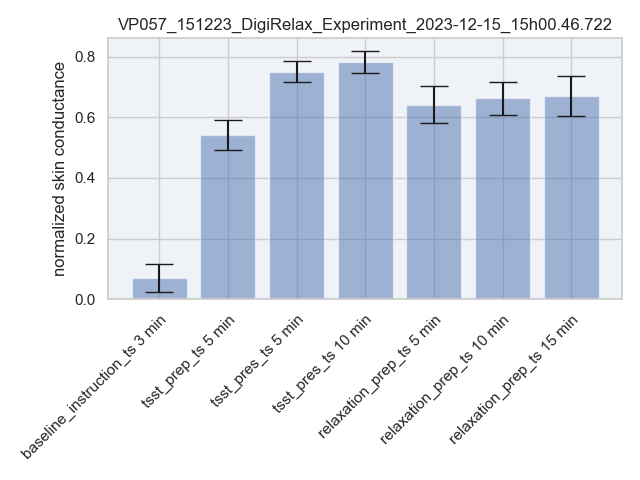 VP057_151223_DigiRelax_Experiment_2023-12-15_15h00.46.722
normalized skin conductance
0.8
0.6
0.4
0.2
0.0
baseline_instruction_ts 3 min
tsst_prep_ts 5 min
tsst_pres_ts 5 min
tsst_pres_ts 10 min
relaxation_prep_ts 5 min
relaxation_prep_ts 10 min
relaxation_prep_ts 15 min